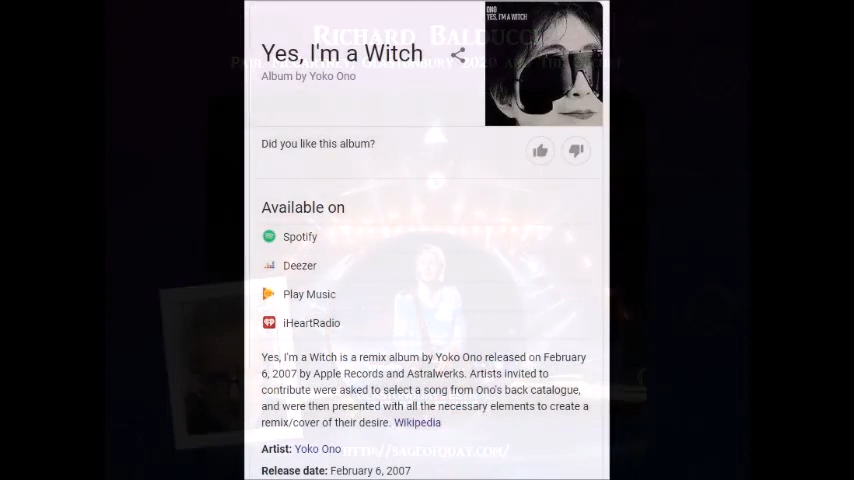 ONO
YES, I'M A WITCH
Yes, I'm a Witch
Album by Yoko Ono
Did you like this album?
Available on
Spotify
Deezer
Play Music
iHeartRadio
Yes, I'm a Witch is a remix album by Yoko Ono released on February
6, 2007 by Apple Records and Astralwerks. Artists invited to
contribute were asked to select a song from Ono's back catalogue,
and were then presented with all the necessary elements to create a
remix/cover of their desire. Wikipedia
Artist: Yoko Ono
http://sageofquay.com/
Release date: February 6, 2007